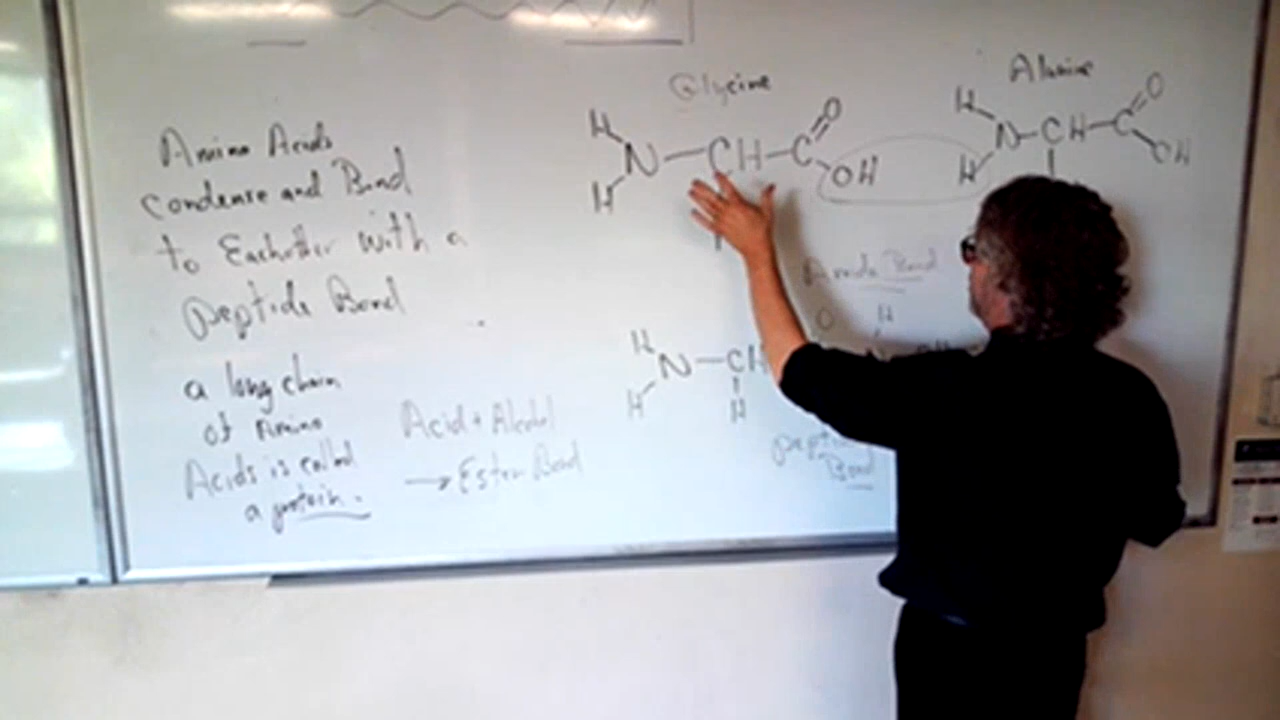 Amino Acids
condense and Bond
to Eachother with a
peptide Bond
a long chain
of Amino
Acids is called
a protein.
Acid + Alcohol
→ Ester Bond
Glycine
H
N — CH — C = O
H
OH
Alanine
H
N — CH — C = O
H
OH
Amide Bond
O
H
H
N — CH
H
H
Bond